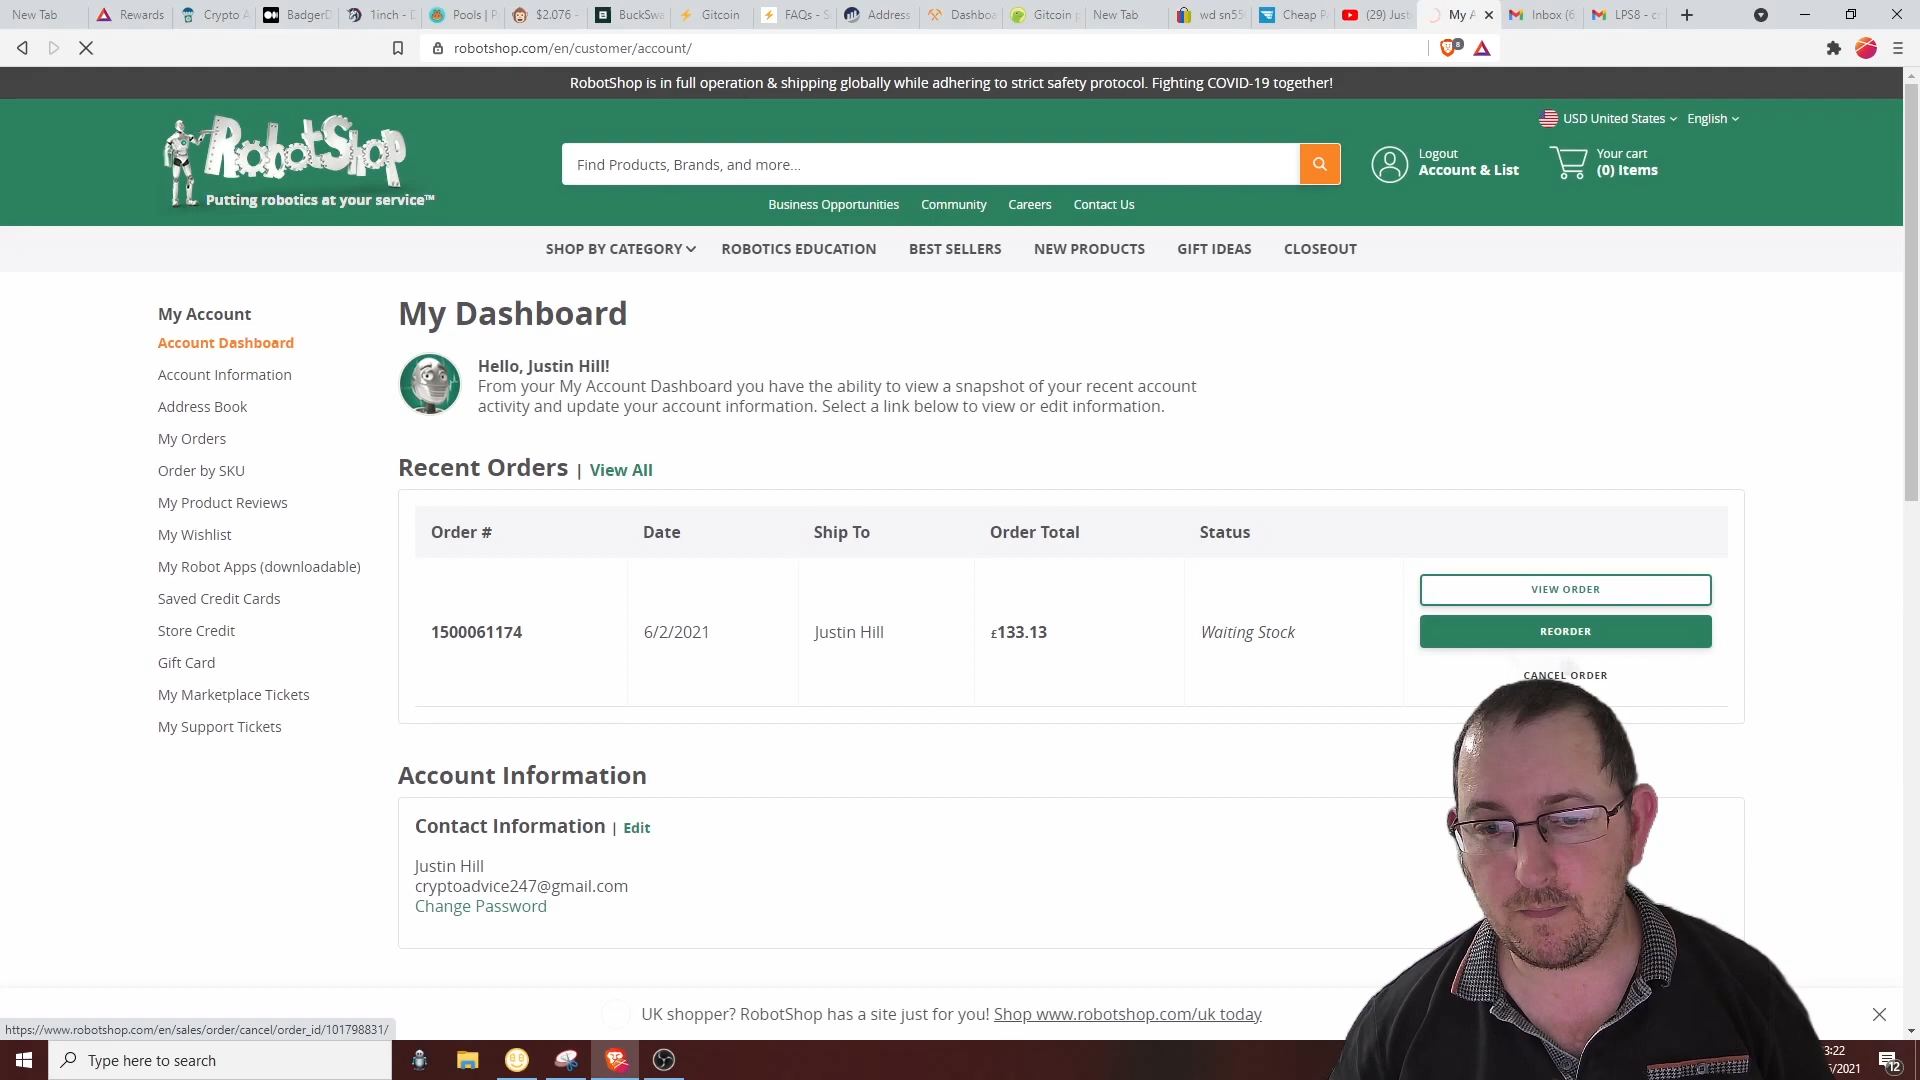 New Tab
Rewards
Crypto A
BadgerD
1inch - D
Pools | P
$2.076 -
BuckSwa
Gitcoin
FAQs - S
Address
Dashboa
Gitcoin p
New Tab
wd sn55
Cheap P
(29) Just
My A
Inbox (6
LPS8 - c
robotshop.com/en/customer/account/
8
RobotShop is in full operation & shipping globally while adhering to strict safety protocol. Fighting COVID-19 together!
USD United States
English
RobotShop
Putting robotics at your service™
Find Products, Brands, and more...
Logout
Account & List
Your cart
(0) Items
Business Opportunities
Community
Careers
Contact Us
SHOP BY CATEGORY
ROBOTICS EDUCATION
BEST SELLERS
NEW PRODUCTS
GIFT IDEAS
CLOSEOUT
My Account
Account Dashboard
Account Information
Address Book
My Orders
Order by SKU
My Product Reviews
My Wishlist
My Robot Apps (downloadable)
Saved Credit Cards
Store Credit
Gift Card
My Marketplace Tickets
My Support Tickets
My Dashboard
Hello, Justin Hill!
From your My Account Dashboard you have the ability to view a snapshot of your recent account
activity and update your account information. Select a link below to view or edit information.
Recent Orders | View All
Order #
Date
Ship To
Order Total
Status
1500061174
6/2/2021
Justin Hill
£133.13
Waiting Stock
VIEW ORDER
REORDER
CANCEL ORDER
Account Information
Contact Information | Edit
Justin Hill
cryptoadvice247@gmail.com
Change Password
UK shopper? RobotShop has a site just for you! Shop www.robotshop.com/uk today
https://www.robotshop.com/en/sales/order/cancel/order_id/101798831/
Type here to search
3:22
/2021
12